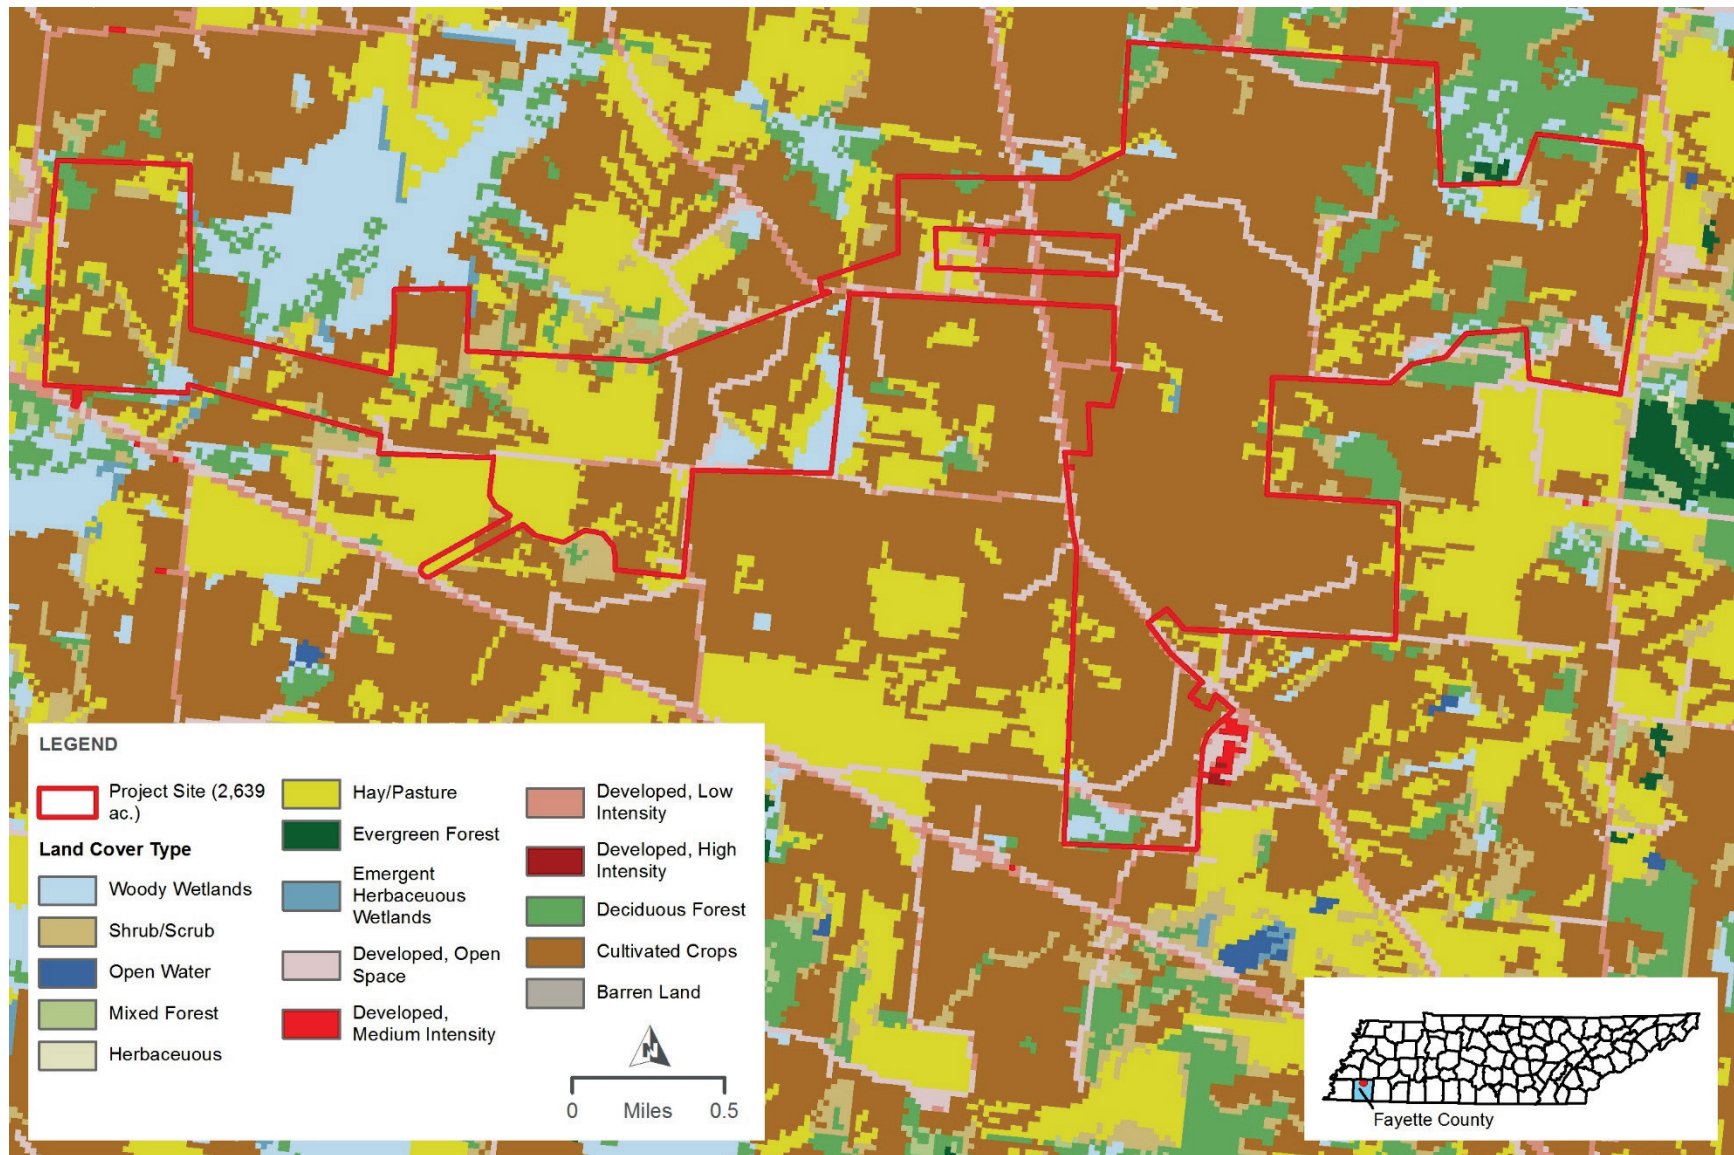 LEGEND
Project Site (2,639
ac.)
Land Cover Type
Woody Wetlands
Shrub/Scrub
Open Water
Mixed Forest
Herbaceuous
Hay/Pasture
Evergreen Forest
Emergent
Herbaceuous
Wetlands
Developed, Open
Space
Developed,
Medium Intensity
Developed, Low
Intensity
Developed, High
Intensity
Deciduous Forest
Cultivated Crops
Barren Land
N
0 Miles 0.5
Fayette County